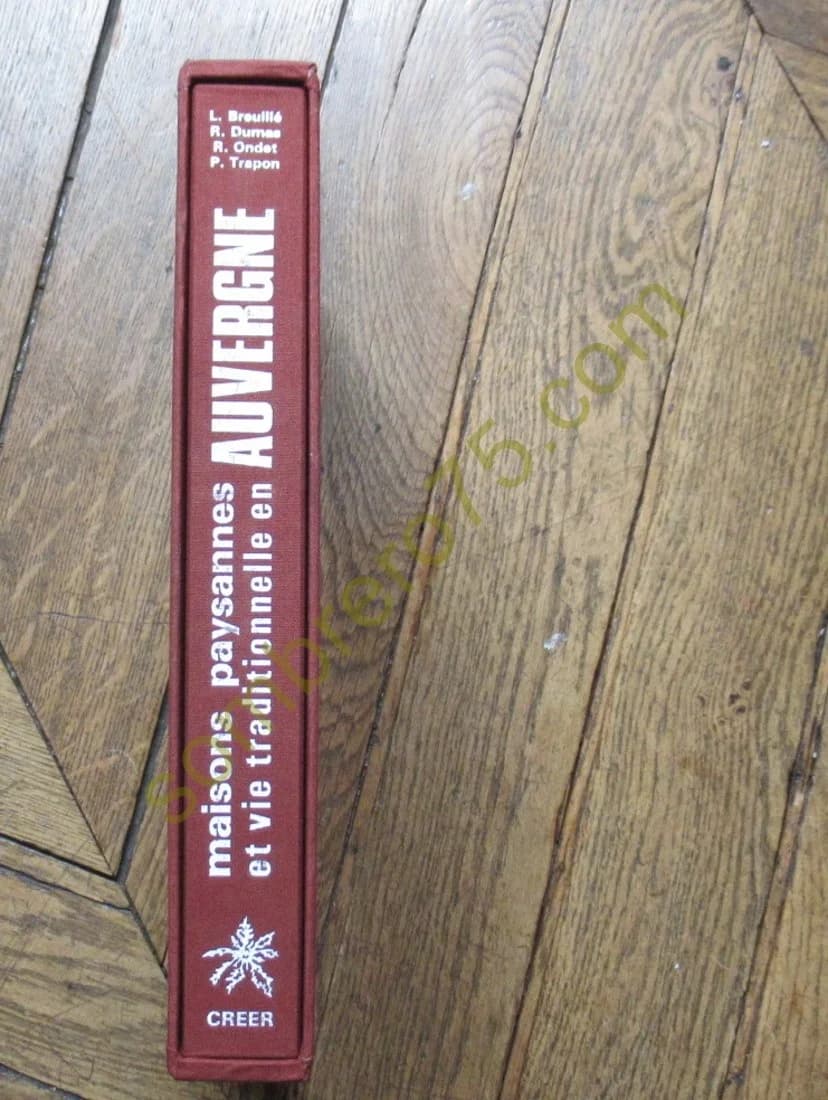 L. Breuillé
R. Dumas
R. Ondet
P. Trapon
maisons paysannes
et vie traditionnelle en AUVERGNE
CREER
sombrero75.com